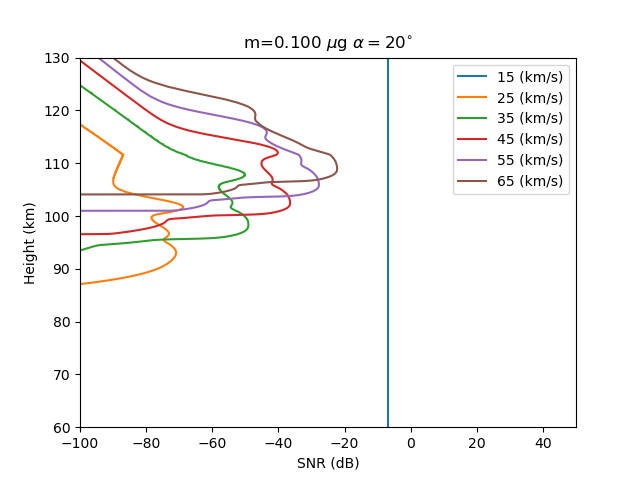 m=0.100 μg α = 20°
130
120
110
100
90
80
70
60
Height (km)
−100
−80
−60
−40
−20
0
20
40
SNR (dB)
15 (km/s)
25 (km/s)
35 (km/s)
45 (km/s)
55 (km/s)
65 (km/s)